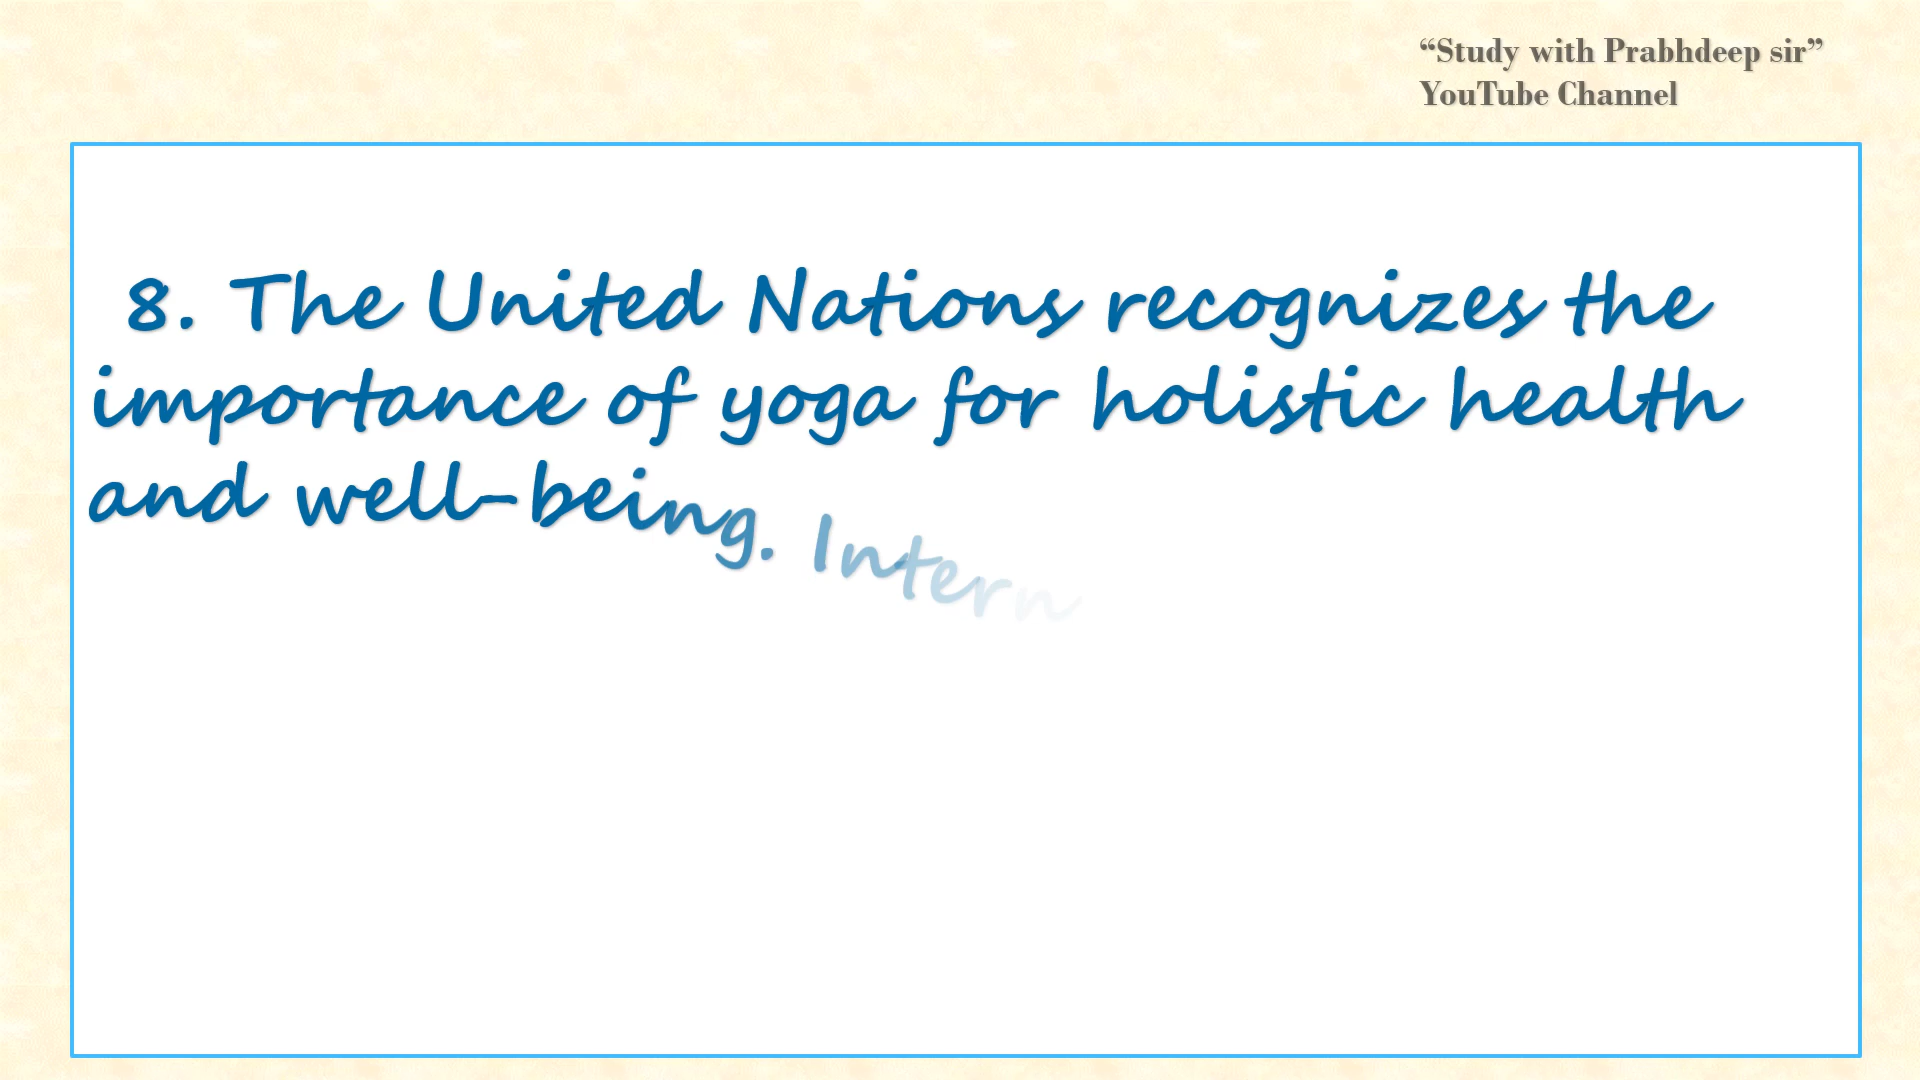 “Study with Prabhdeep sir”
YouTube Channel
8. The United Nations recognizes the
importance of yoga for holistic health
and well-being. Intern